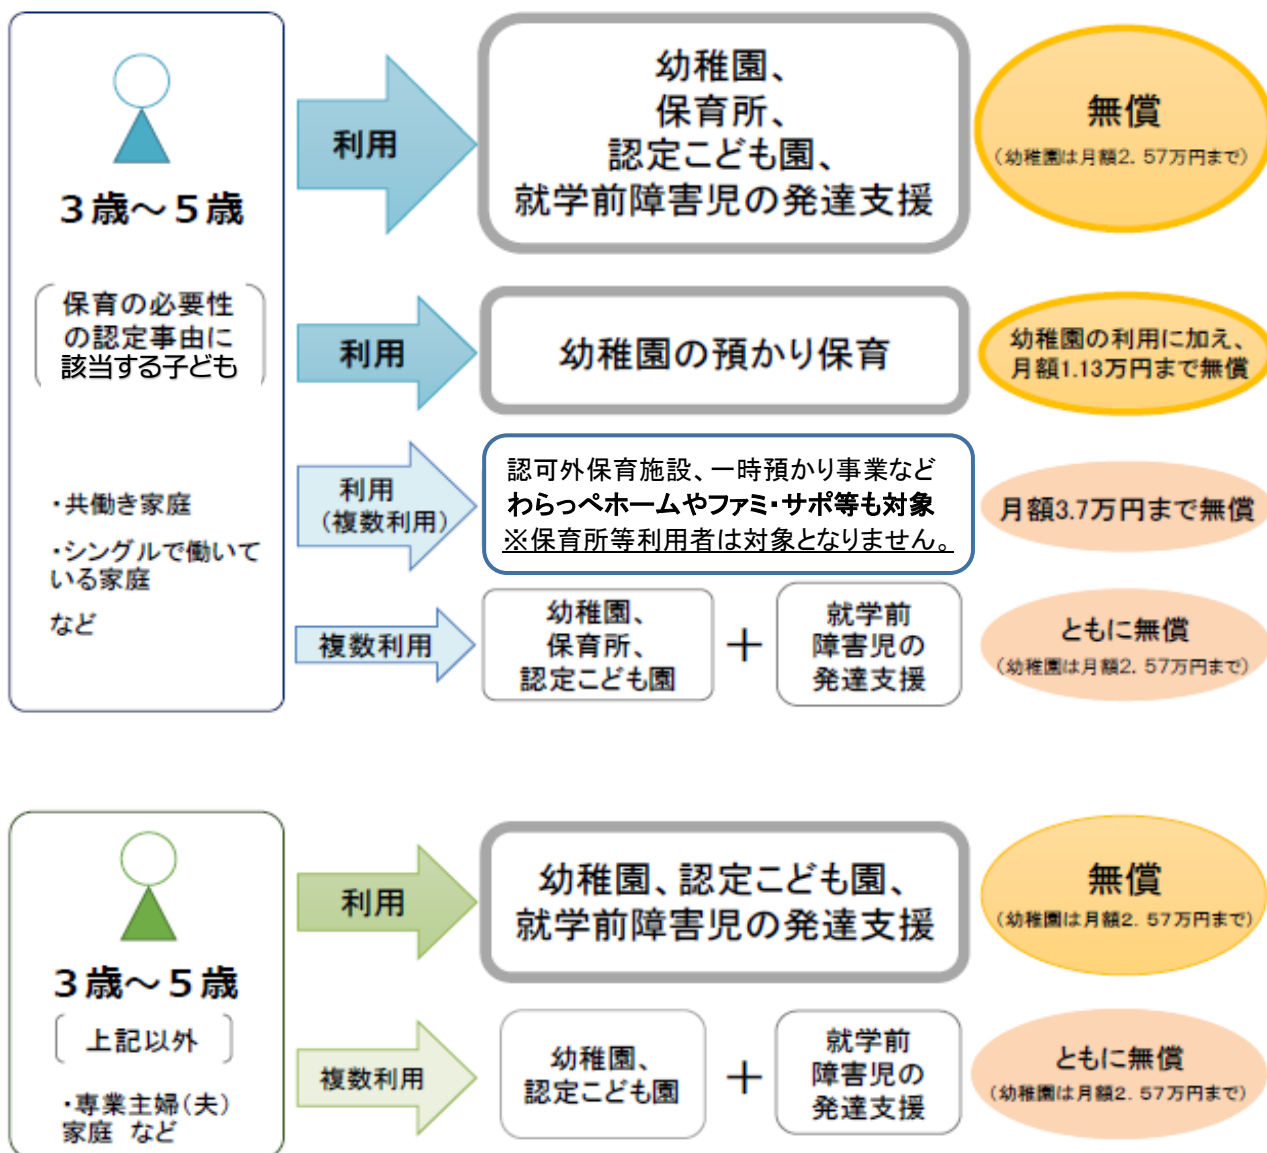 3歳～5歳
保育の必要性
の認定事由に
該当する子ども
・共働き家庭
・シングルで働いて
いる家庭
など
利用
幼稚園、
保育所、
認定こども園、
就学前障害児の発達支援
無償
（幼稚園は月額2．57万円まで）
利用
幼稚園の預かり保育
幼稚園の利用に加え、
月額1.13万円まで無償
利用
（複数利用）
認可外保育施設、一時預かり事業など
わらっぺホームやファミ・サポ等も対象
※保育所等利用者は対象となりません。
月額3.7万円まで無償
複数利用
幼稚園、
保育所、
認定こども園
＋
就学前
障害児の
発達支援
ともに無償
（幼稚園は月額2．57万円まで）
3歳～5歳
上記以外
・専業主婦（夫）
家庭 など
利用
幼稚園、認定こども園、
就学前障害児の発達支援
無償
（幼稚園は月額2．57万円まで）
複数利用
幼稚園、
認定こども園
＋
就学前
障害児の
発達支援
ともに無償
（幼稚園は月額2．57万円まで）